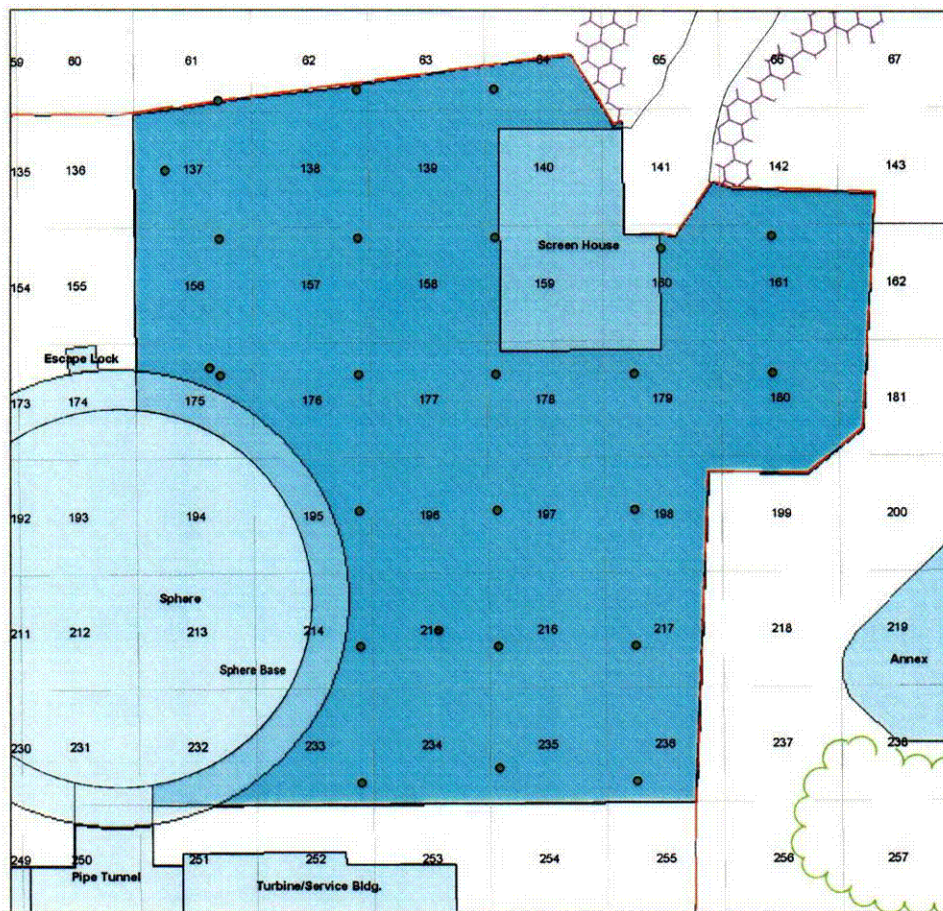 59 60 61 62 63 64 65 66 67
135 136 137 138 139 140 141 142 143
Screen House
154 155 156 157 158 159 160 161 162
Escape Lock
173 174 175 176 177 178 179 180 181
192 193 194 195 196 197 198 199 200
Sphere
211 212 213 214 215 216 217 218 219
Annex
Sphere Base
230 231 232 233 234 235 236 237 238
249 250 251 252 253 254 255 256 257
Pipe Tunnel
Turbine/Service Bldg.